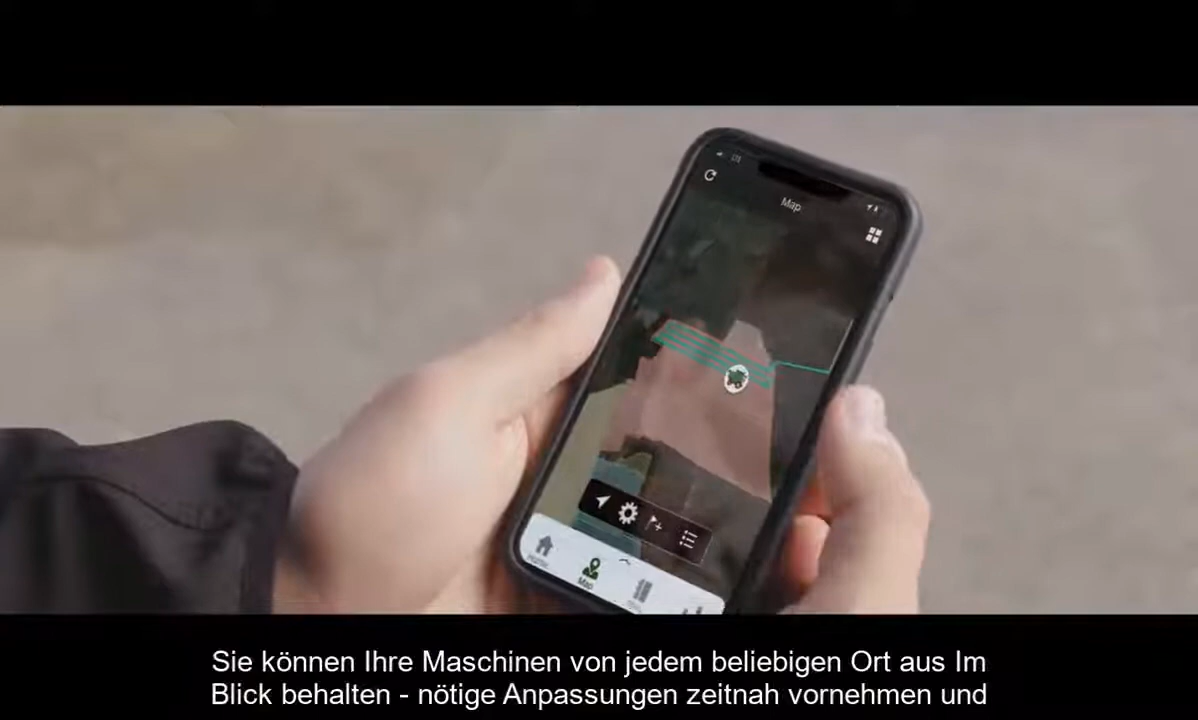 Map
Home
Map
Sie können Ihre Maschinen von jedem beliebigen Ort aus Im
Blick behalten - nötige Anpassungen zeitnah vornehmen und